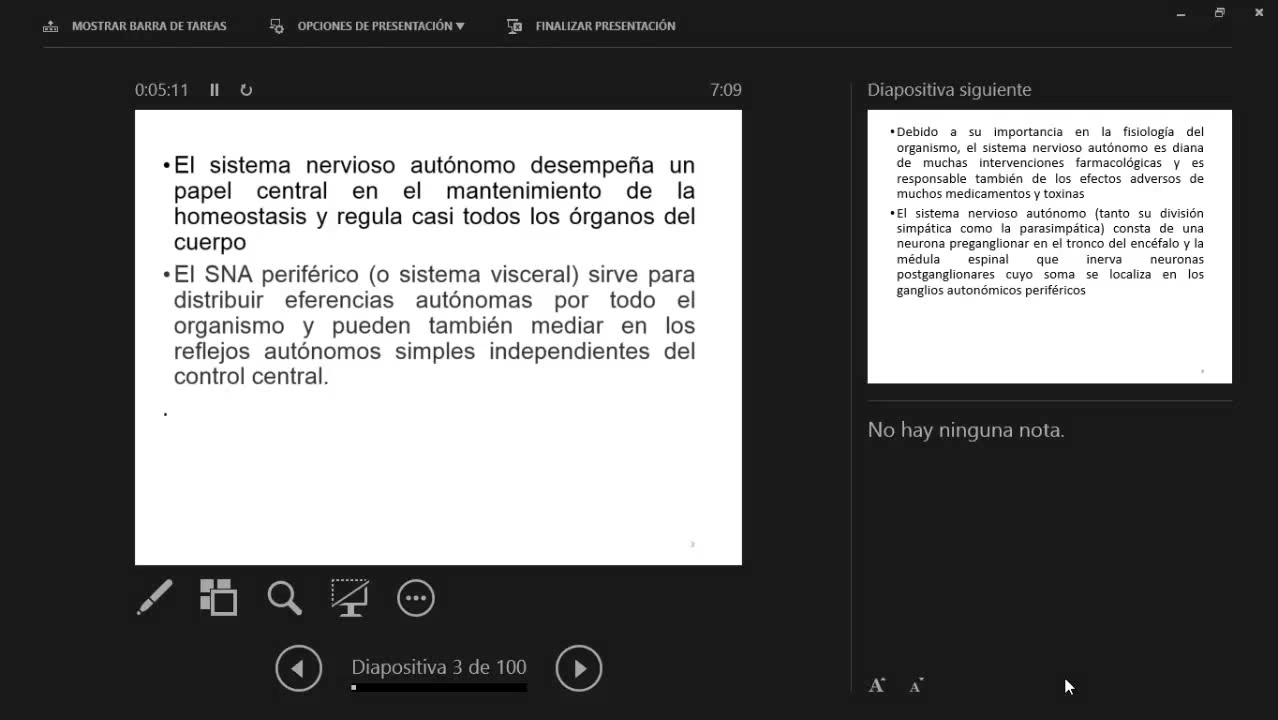 MOSTRAR BARRA DE TAREAS
OPCIONES DE PRESENTACIÓN
FINALIZAR PRESENTACIÓN
0:05:11
7:09
•El sistema nervioso autónomo desempeña un
papel central en el mantenimiento de la
homeostasis y regula casi todos los órganos del
cuerpo
•El SNA periférico (o sistema visceral) sirve para
distribuir eferencias autónomas por todo el
organismo y pueden también mediar en los
reflejos autónomos simples independientes del
control central.
.
3
Diapositiva 3 de 100
Diapositiva siguiente
•Debido a su importancia en la fisiología del
organismo, el sistema nervioso autónomo es diana
de muchas intervenciones farmacológicas y es
responsable también de los efectos adversos de
muchos medicamentos y toxinas
•El sistema nervioso autónomo (tanto su división
simpática como la parasimpática) consta de una
neurona preganglionar en el tronco del encéfalo y la
médula espinal que inerva neuronas
postganglionares cuyo soma se localiza en los
ganglios autonómicos periféricos
No hay ninguna nota.
A A